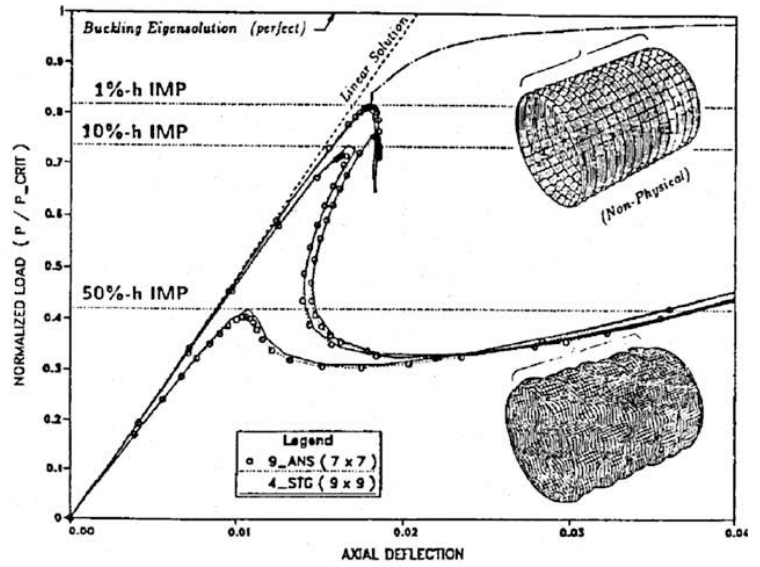 Buckling Eigensolution (perfect)
Linear Solution
1%-h IMP
10%-h IMP
50%-h IMP
(Non-Physical)
NORMALIZED LOAD ( P / P_CRIT )
1
0.9
0.8
0.7
0.6
0.5
0.4
0.3
0.2
0.1
0
Legend
9_ANS ( 7 x 7 )
4_STG ( 9 x 9 )
0.00
0.01
0.02
0.03
0.04
AXIAL DEFLECTION